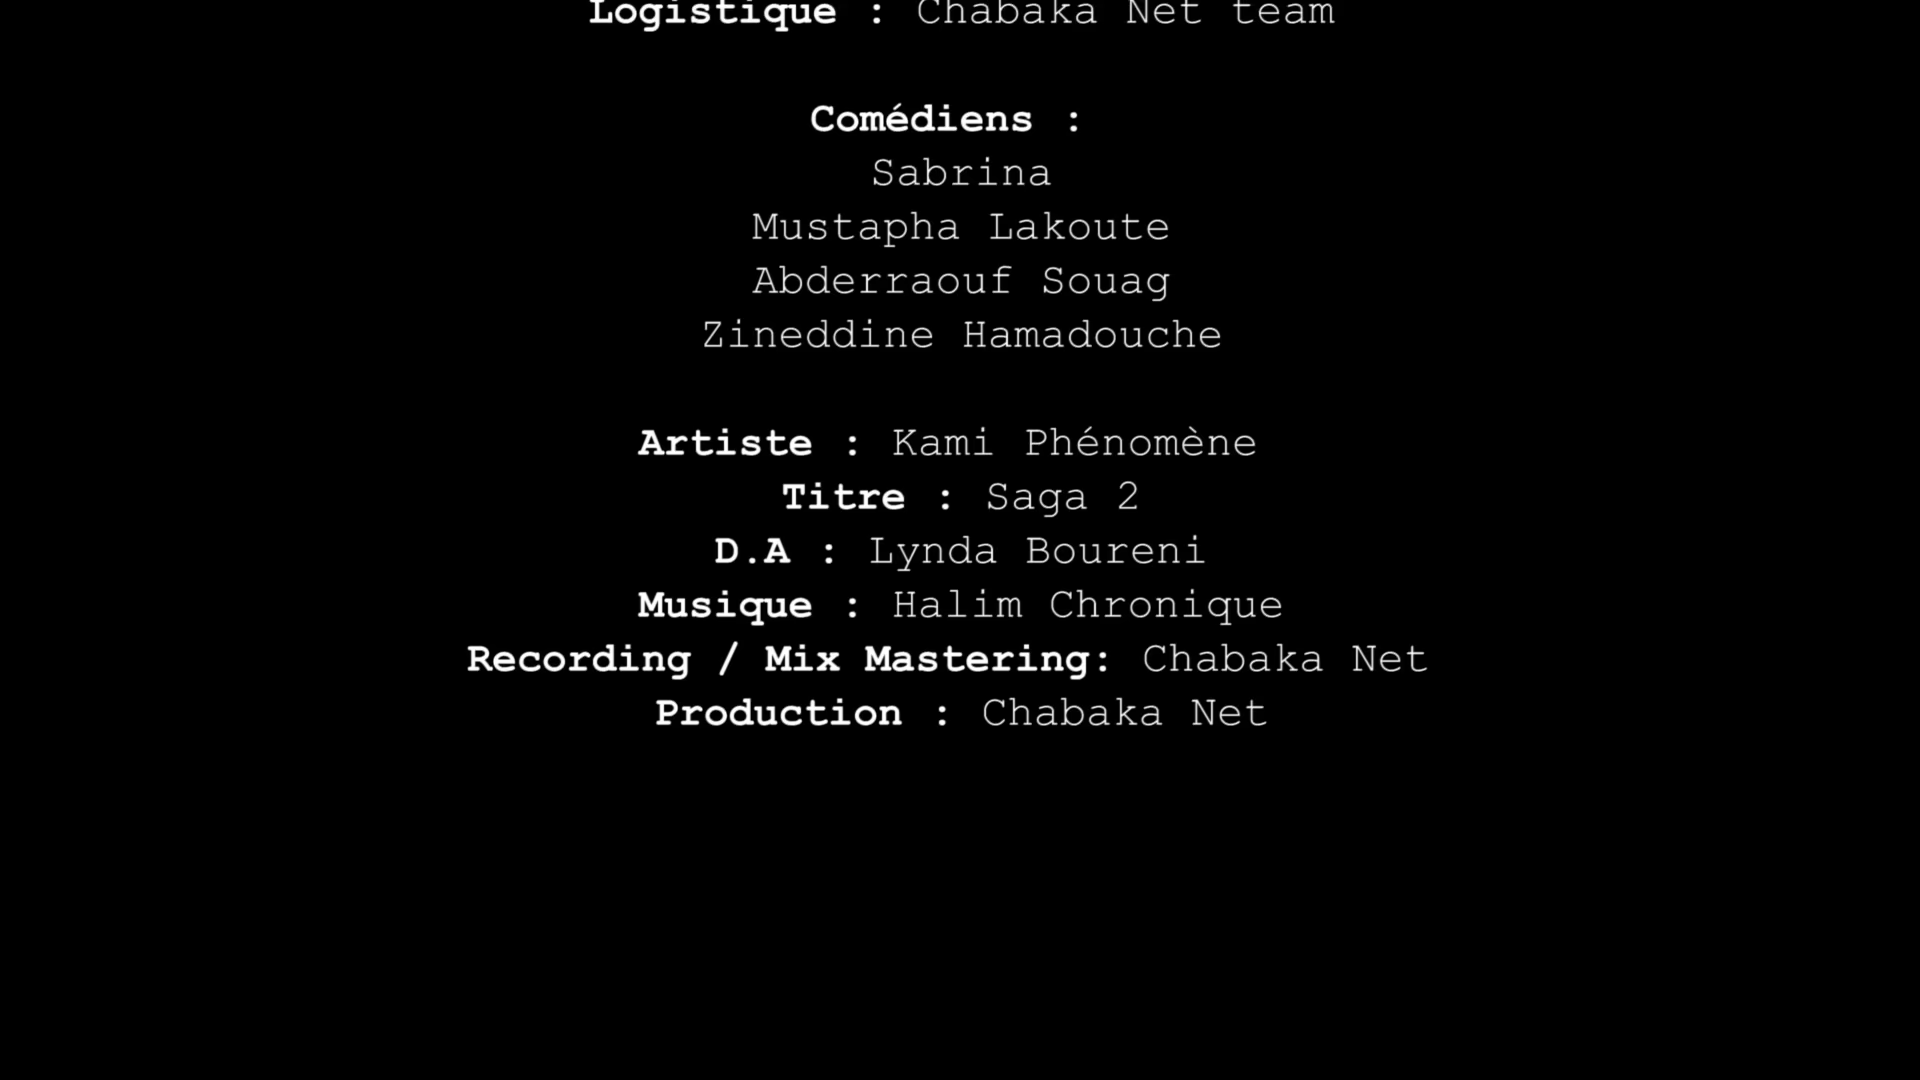 Logistique : Chabaka Net team
Comédiens :
Sabrina
Mustapha Lakoute
Abderraouf Souag
Zineddine Hamadouche
Artiste : Kami Phénomène
Titre : Saga 2
D.A : Lynda Boureni
Musique : Halim Chronique
Recording / Mix Mastering: Chabaka Net
Production : Chabaka Net